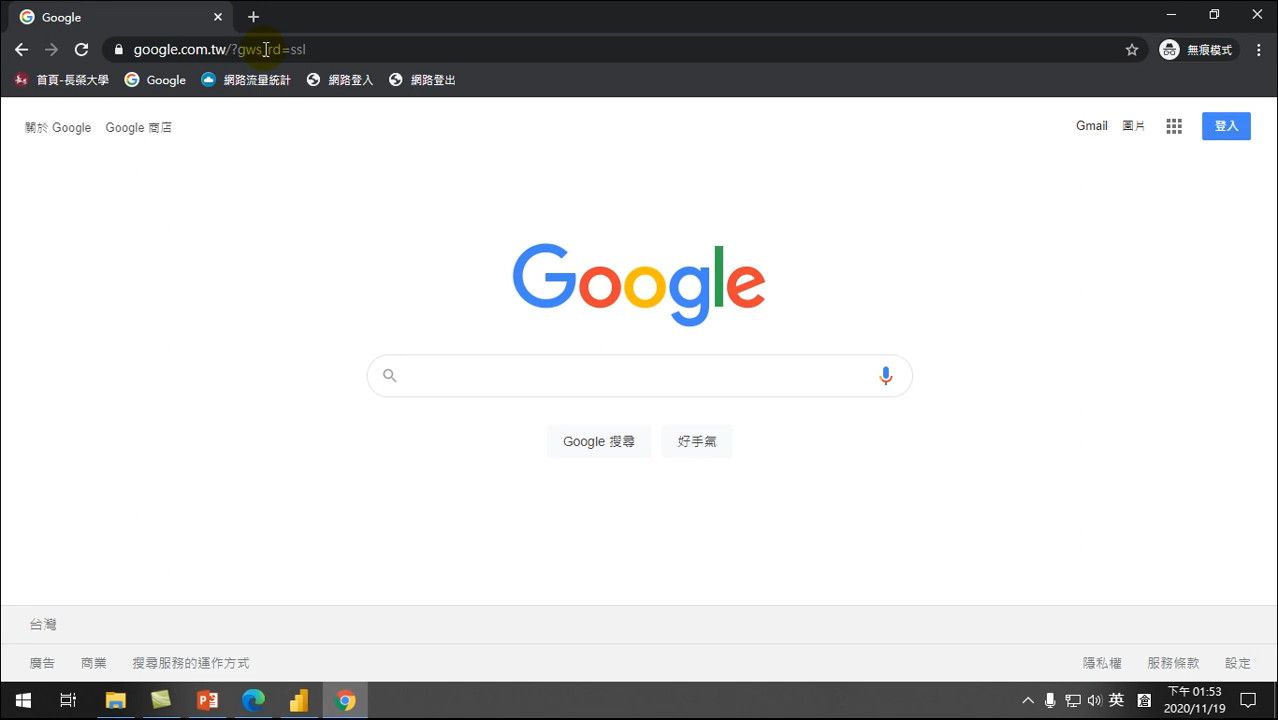 Google
google.com.tw/?gws_rd=ssl
無痕模式
首頁-長榮大學
Google
網路流量統計
網路登入
網路登出
關於 Google
Google 商店
Gmail
圖片
登入
Google
Google 搜尋
好手氣
台灣
廣告
商業
搜尋服務的運作方式
隱私權
服務條款
設定
英
下午 01:53
2020/11/19